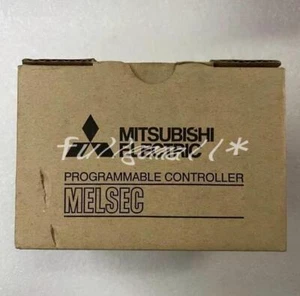 MITSUBISHI
ELECTRIC
PROGRAMMABLE CONTROLLER
MELSEC